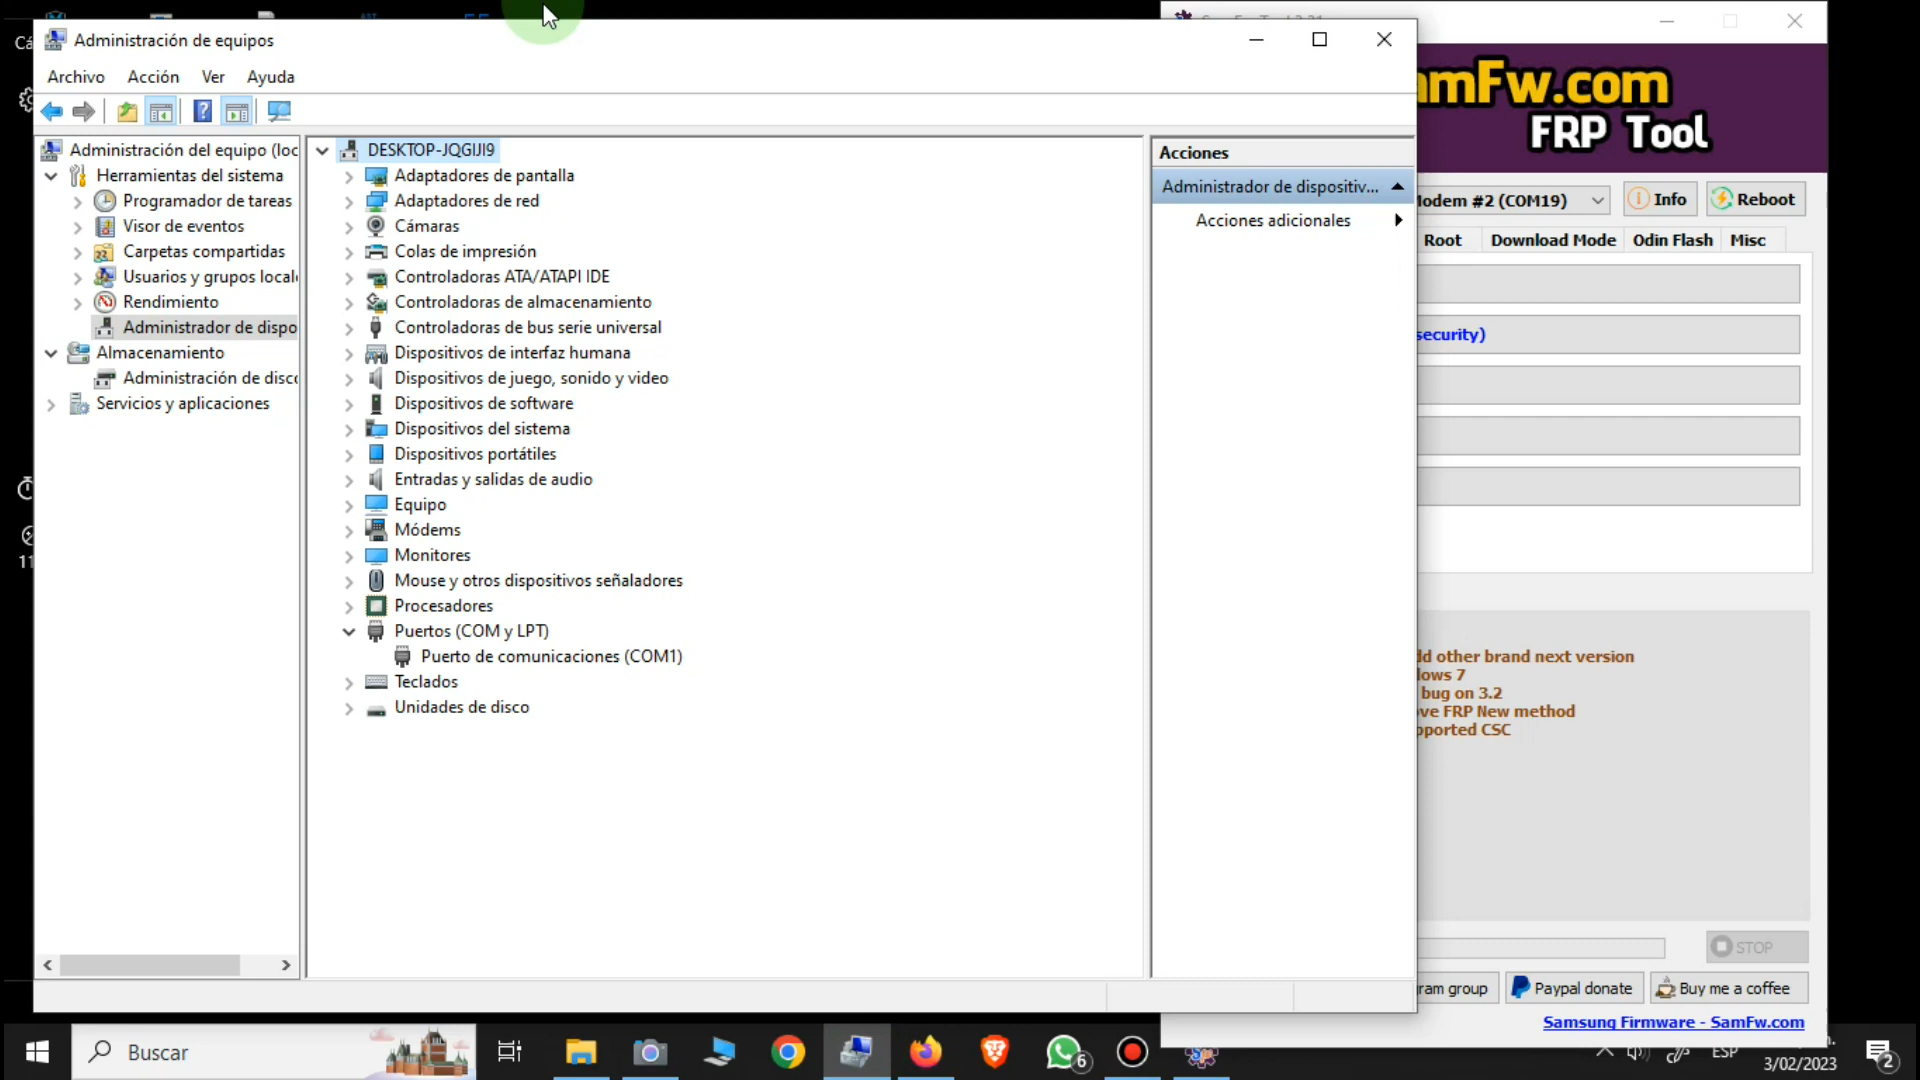 Administración de equipos
Archivo Acción Ver Ayuda
Administración del equipo (loc
Herramientas del sistema
Programador de tareas
Visor de eventos
Carpetas compartidas
Usuarios y grupos local
Rendimiento
Administrador de dispo
Almacenamiento
Administración de disc
Servicios y aplicaciones
DESKTOP-JQGIJI9
Adaptadores de pantalla
Adaptadores de red
Cámaras
Colas de impresión
Controladoras ATA/ATAPI IDE
Controladoras de almacenamiento
Controladoras de bus serie universal
Dispositivos de interfaz humana
Dispositivos de juego, sonido y video
Dispositivos de software
Dispositivos del sistema
Dispositivos portátiles
Entradas y salidas de audio
Equipo
Módems
Monitores
Mouse y otros dispositivos señaladores
Procesadores
Puertos (COM y LPT)
Puerto de comunicaciones (COM1)
Teclados
Unidades de disco
Acciones
Administrador de dispositiv...
Acciones adicionales
mFw.com
FRP Tool
odem #2 (COM19) Info Reboot
Root Download Mode Odin Flash Misc
security)
dd other brand next version
ows 7
bug on 3.2
ve FRP New method
pported CSC
STOP
ram group Paypal donate Buy me a coffee
Samsung Firmware - SamFw.com
Buscar
6
ESP
3/02/2023
2